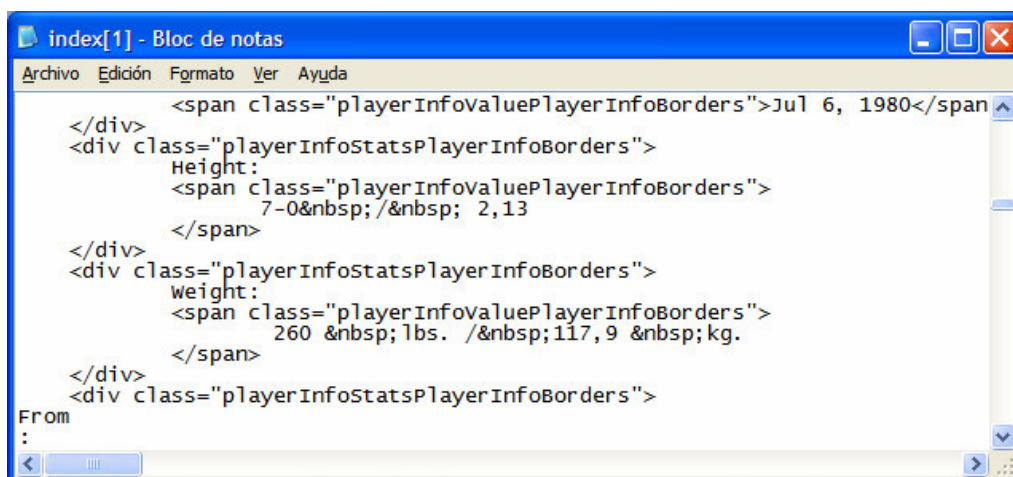 index[1] - Bloc de notas
Archivo Edición Formato Ver Ayuda
<span class="playerInfoValuePlayerInfoBorders">Jul 6, 1980</span
</div>
<div class="playerInfoStatsPlayerInfoBorders">
Height:
<span class="playerInfoValuePlayerInfoBorders">
7-0&nbsp;/&nbsp; 2,13
</span>
</div>
<div class="playerInfoStatsPlayerInfoBorders">
Weight:
<span class="playerInfoValuePlayerInfoBorders">
260 &nbsp;lbs. /&nbsp;117,9 &nbsp;kg.
</span>
</div>
<div class="playerInfoStatsPlayerInfoBorders">
From
: